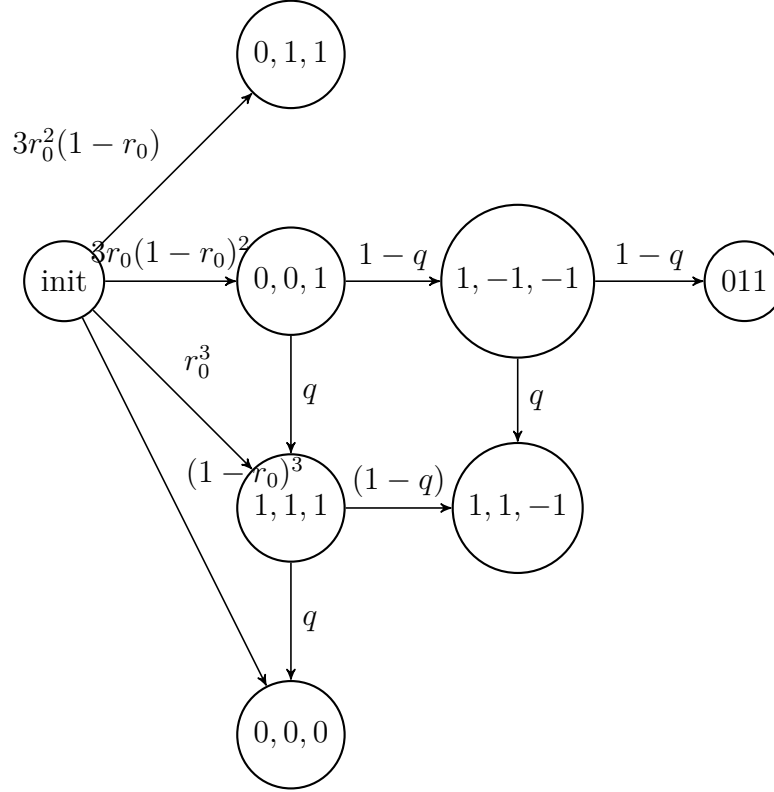 0, 1, 1
3r_0^2(1 − r_0)
3r_0(1 − r_0)^2
init
0, 0, 1
1 − q
1, −1, −1
1 − q
011
r_0^3
q
q
(1 − r_0)^3
1, 1, 1
(1 − q)
1, 1, −1
q
0, 0, 0